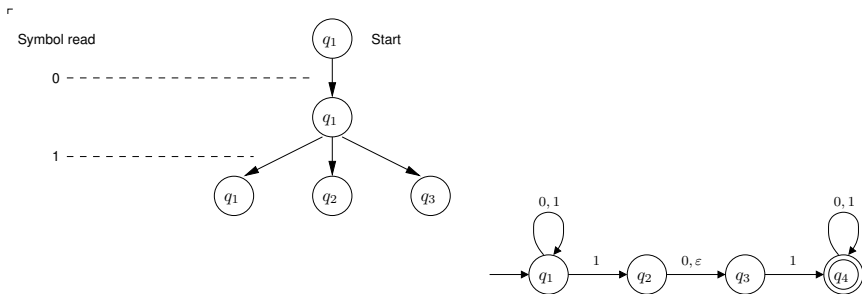 Symbol read
q₁ Start
0
q₁
1
q₁ q₂ q₃
0, 1 0, 1
1 0, ε 1
q₁ q₂ q₃ q₄